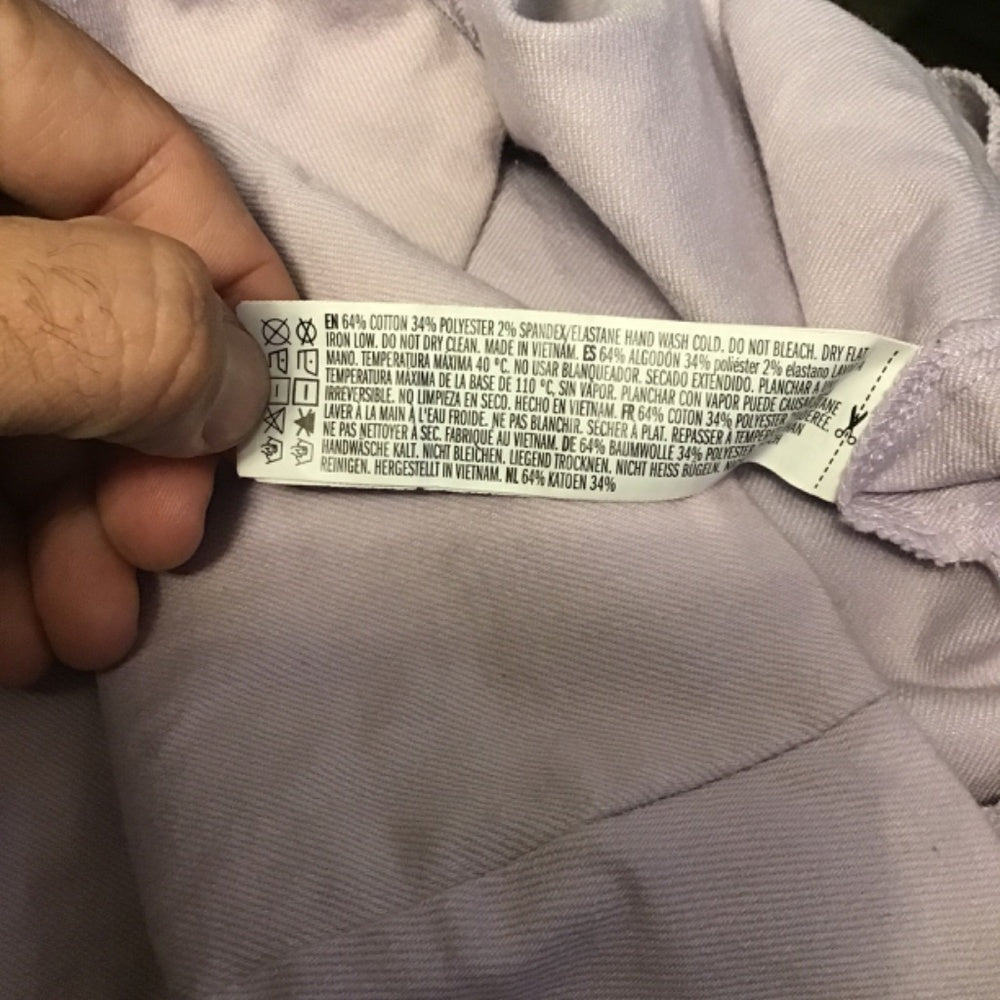 EN 64% COTTON 34% POLYESTER 2% SPANDEX/ELASTANE HAND WASH COLD. DO NOT BLEACH. DRY FLAT.
IRON LOW. DO NOT DRY CLEAN. MADE IN VIETNAM. ES 64% ALGODÓN 34% poliéster 2% elastano
MANO. TEMPERATURA MÁXIMA 40 ºC. NO USAR BLANQUEADOR. SECADO EXTENDIDO. PLANCHAR A
TEMPERATURA MÁXIMA DE LA BASE DE 110 ºC, SIN VAPOR. PLANCHAR CON VAPOR PUEDE
IRREVERSIBLE. NO LIMPIEZA EN SECO. HECHO EN VIETNAM. FR 64% COTON 34% POLYESTER
LAVER À LA MAIN À L'EAU FROIDE. NE PAS BLANCHIR. SÉCHER À PLAT. REPASSER À
NE PAS NETTOYER À SEC. FABRIQUÉ AU VIETNAM. DE 64% BAUMWOLLE 34% POLYESTER
HANDWÄSCHE KALT. NICHT BLEICHEN. LIEGEND TROCKNEN. NICHT HEISS BÜGELN.
REINIGEN. HERGESTELLT IN VIETNAM. NL 64% KATOEN 34%